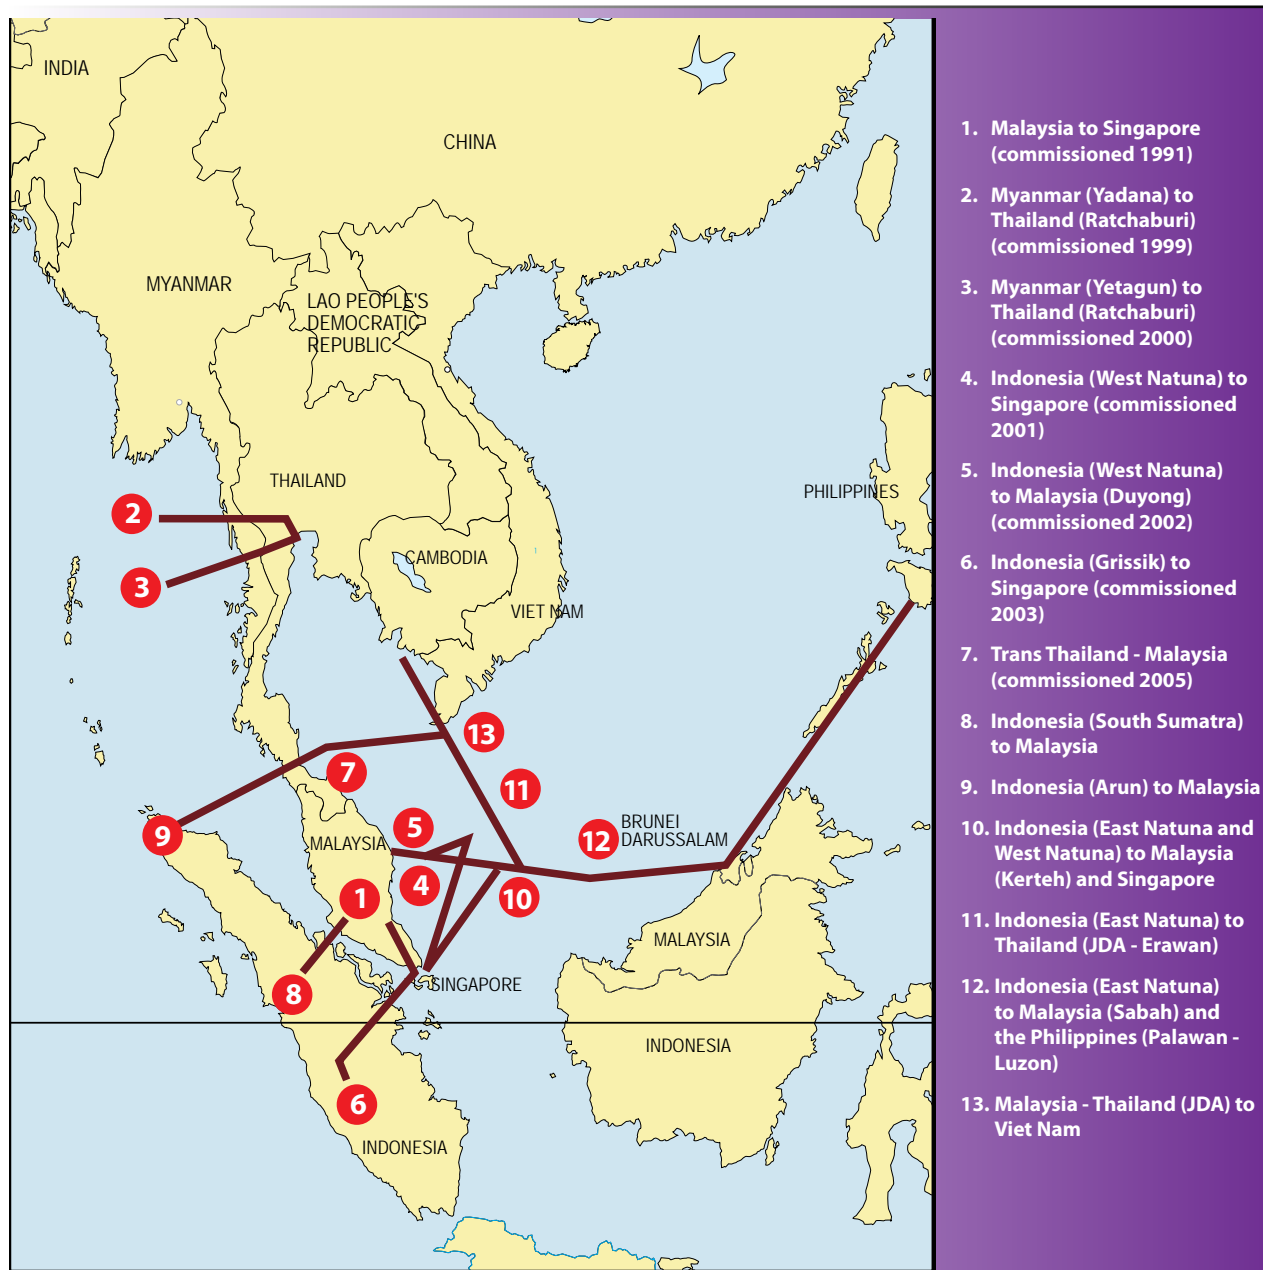 INDIA
CHINA
MYANMAR
LAO PEOPLE'S
DEMOCRATIC
REPUBLIC
THAILAND
PHILIPPINES
2
CAMBODIA
3
VIET NAM
13
7
11
9
5
BRUNEI
DARUSSALAM
12
MALAYSIA
4
1
10
MALAYSIA
SINGAPORE
8
INDONESIA
6
INDONESIA
1. Malaysia to Singapore
(commissioned 1991)
2. Myanmar (Yadana) to
Thailand (Ratchaburi)
(commissioned 1999)
3. Myanmar (Yetagun) to
Thailand (Ratchaburi)
(commissioned 2000)
4. Indonesia (West Natuna) to
Singapore (commissioned
2001)
5. Indonesia (West Natuna)
to Malaysia (Duyong)
(commissioned 2002)
6. Indonesia (Grissik) to
Singapore (commissioned
2003)
7. Trans Thailand - Malaysia
(commissioned 2005)
8. Indonesia (South Sumatra)
to Malaysia
9. Indonesia (Arun) to Malaysia
10. Indonesia (East Natuna and
West Natuna) to Malaysia
(Kerteh) and Singapore
11. Indonesia (East Natuna) to
Thailand (JDA - Erawan)
12. Indonesia (East Natuna)
to Malaysia (Sabah) and
the Philippines (Palawan -
Luzon)
13. Malaysia - Thailand (JDA) to
Viet Nam